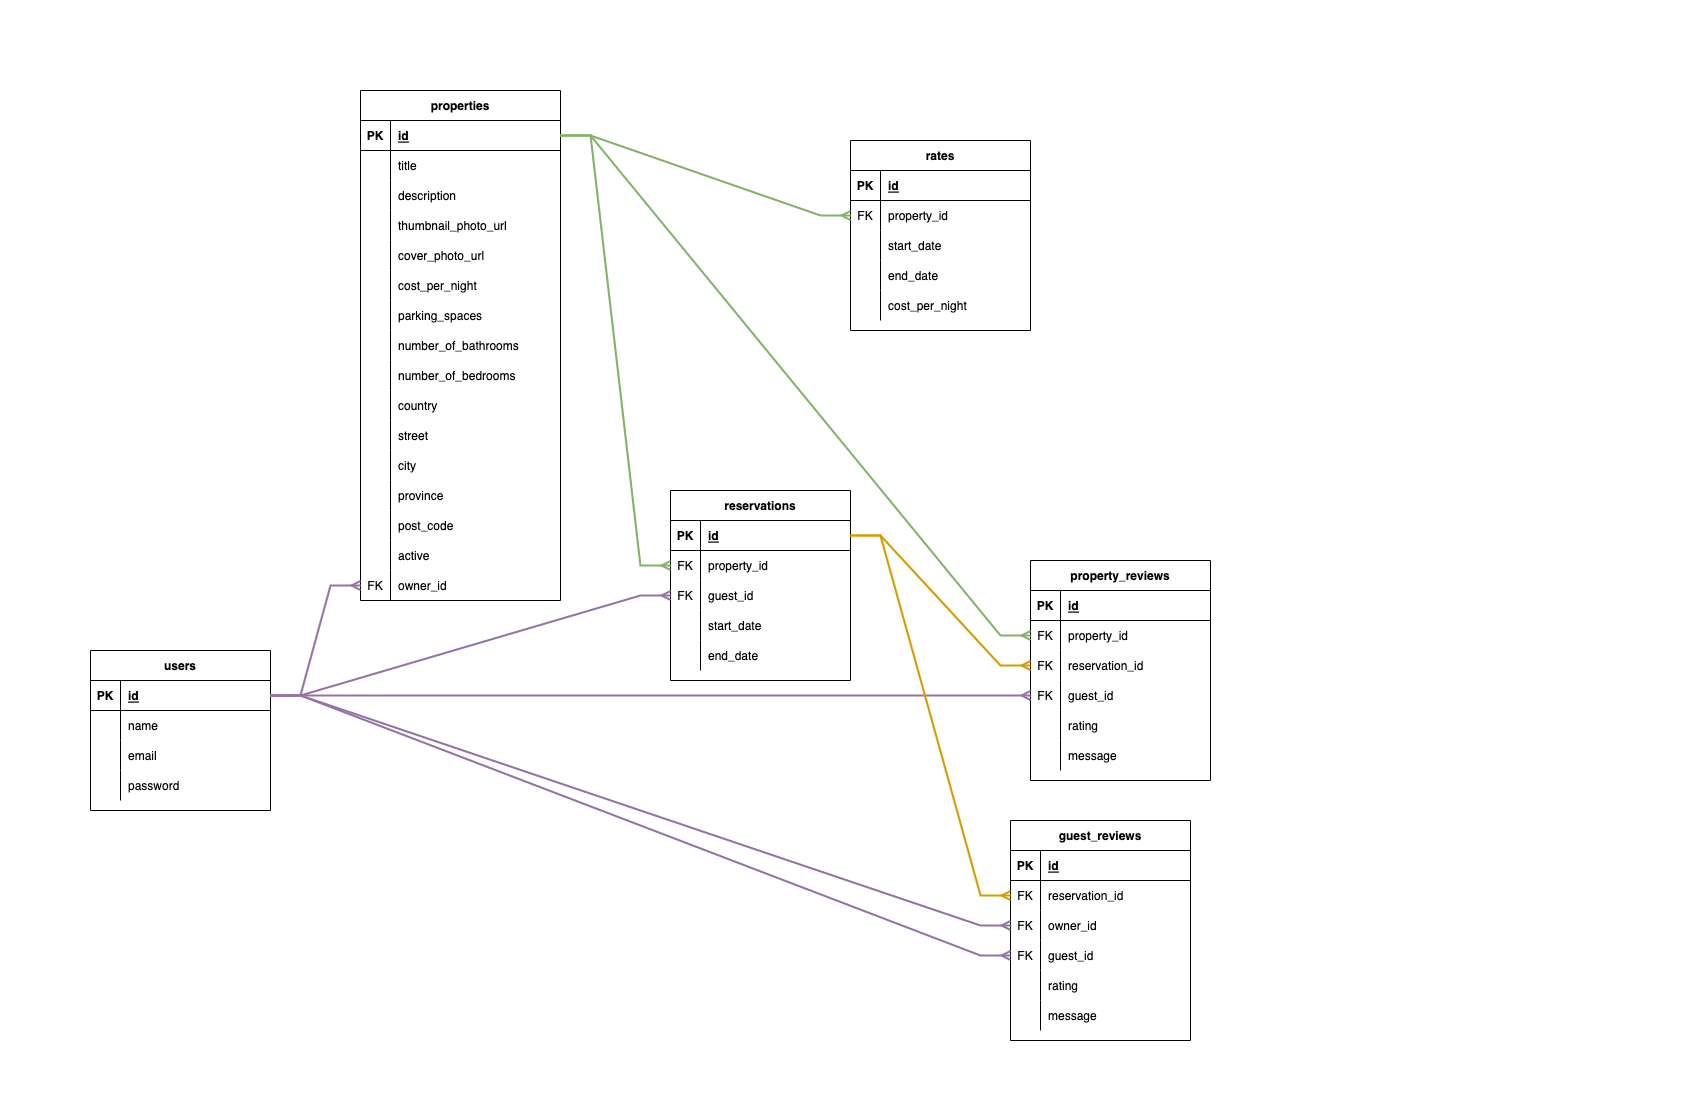 properties
PK id
title
description
thumbnail_photo_url
cover_photo_url
cost_per_night
parking_spaces
number_of_bathrooms
number_of_bedrooms
country
street
city
province
post_code
active
FK owner_id
rates
PK id
FK property_id
start_date
end_date
cost_per_night
reservations
PK id
FK property_id
FK guest_id
start_date
end_date
property_reviews
PK id
FK property_id
FK reservation_id
FK guest_id
rating
message
users
PK id
name
email
password
guest_reviews
PK id
FK reservation_id
FK owner_id
FK guest_id
rating
message